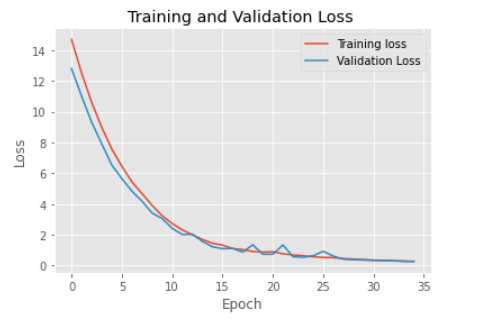 Training and Validation Loss
Training loss
Validation Loss
14
12
10
8
6
4
2
0
Loss
0 5 10 15 20 25 30 35
Epoch